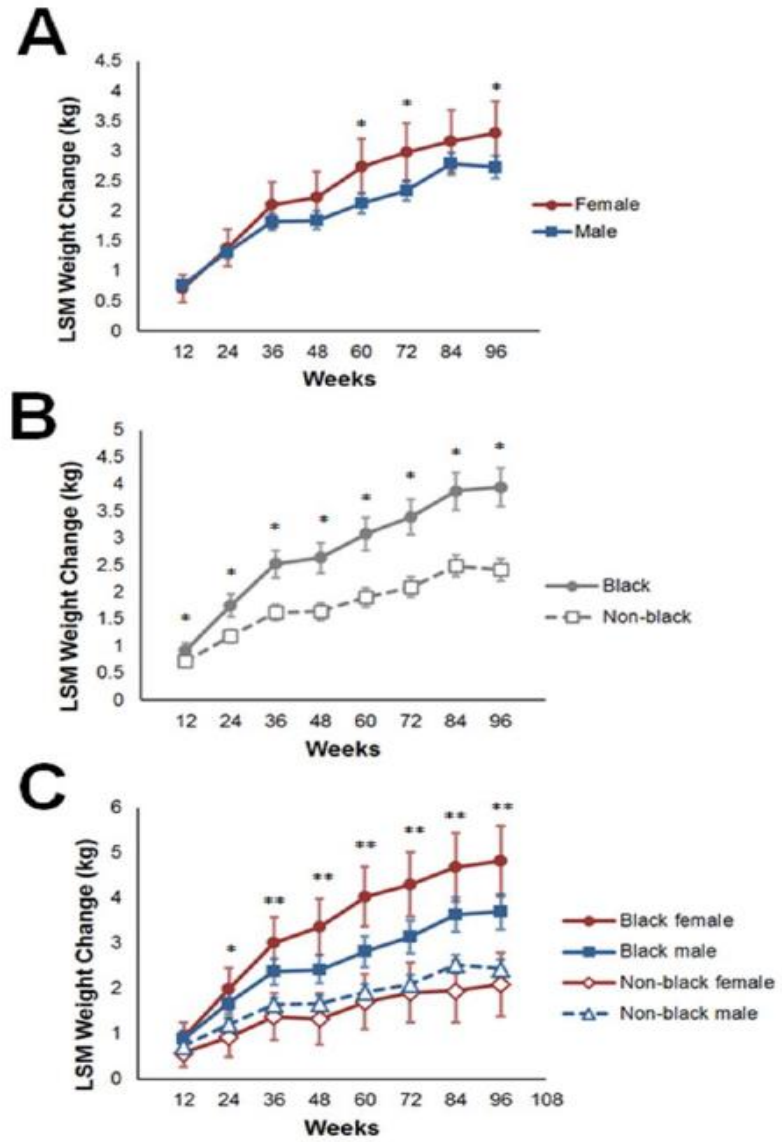 A
LSM Weight Change (kg)
4.5
4
3.5
3
2.5
2
1.5
1
0.5
0
* * *
12 24 36 48 60 72 84 96
Weeks
Female
Male
B
LSM Weight Change (kg)
5
4.5
4
3.5
3
2.5
2
1.5
1
0.5
0
* * * * * * * *
12 24 36 48 60 72 84 96
Weeks
Black
Non-black
C
LSM Weight Change (kg)
6
5
4
3
2
1
0
* ** ** ** ** ** **
12 24 36 48 60 72 84 96 108
Weeks
Black female
Black male
Non-black female
Non-black male